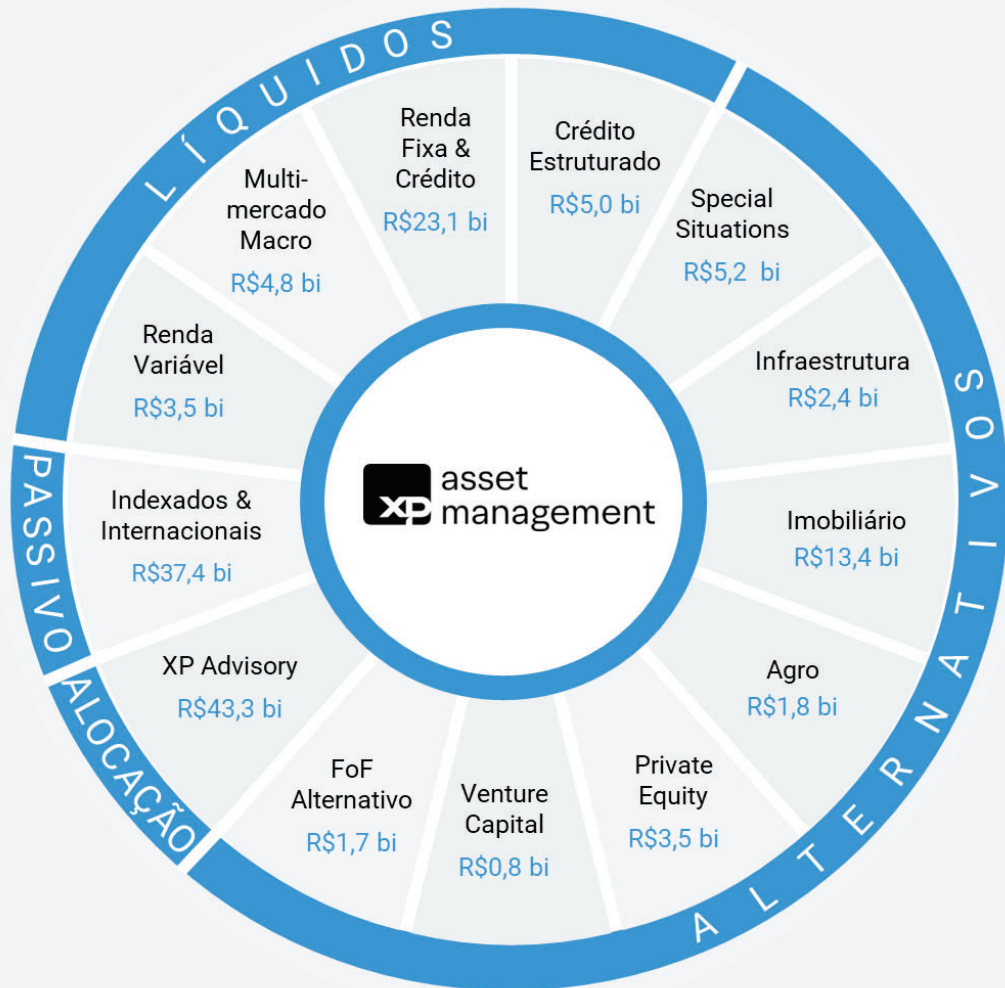 LÍQUIDOS
Renda
Fixa &
Crédito
R$23,1 bi
Crédito
Estruturado
R$5,0 bi
Multi-
mercado
Macro
R$4,8 bi
Special
Situations
R$5,2 bi
Renda
Variável
R$3,5 bi
Infraestrutura
R$2,4 bi
ALTERNATIVOS
PASSIVO
Indexados &
Internacionais
R$37,4 bi
xp asset
management
Imobiliário
R$13,4 bi
ALOCAÇÃO
XP Advisory
R$43,3 bi
Agro
R$1,8 bi
FoF
Alternativo
R$1,7 bi
Venture
Capital
R$0,8 bi
Private
Equity
R$3,5 bi